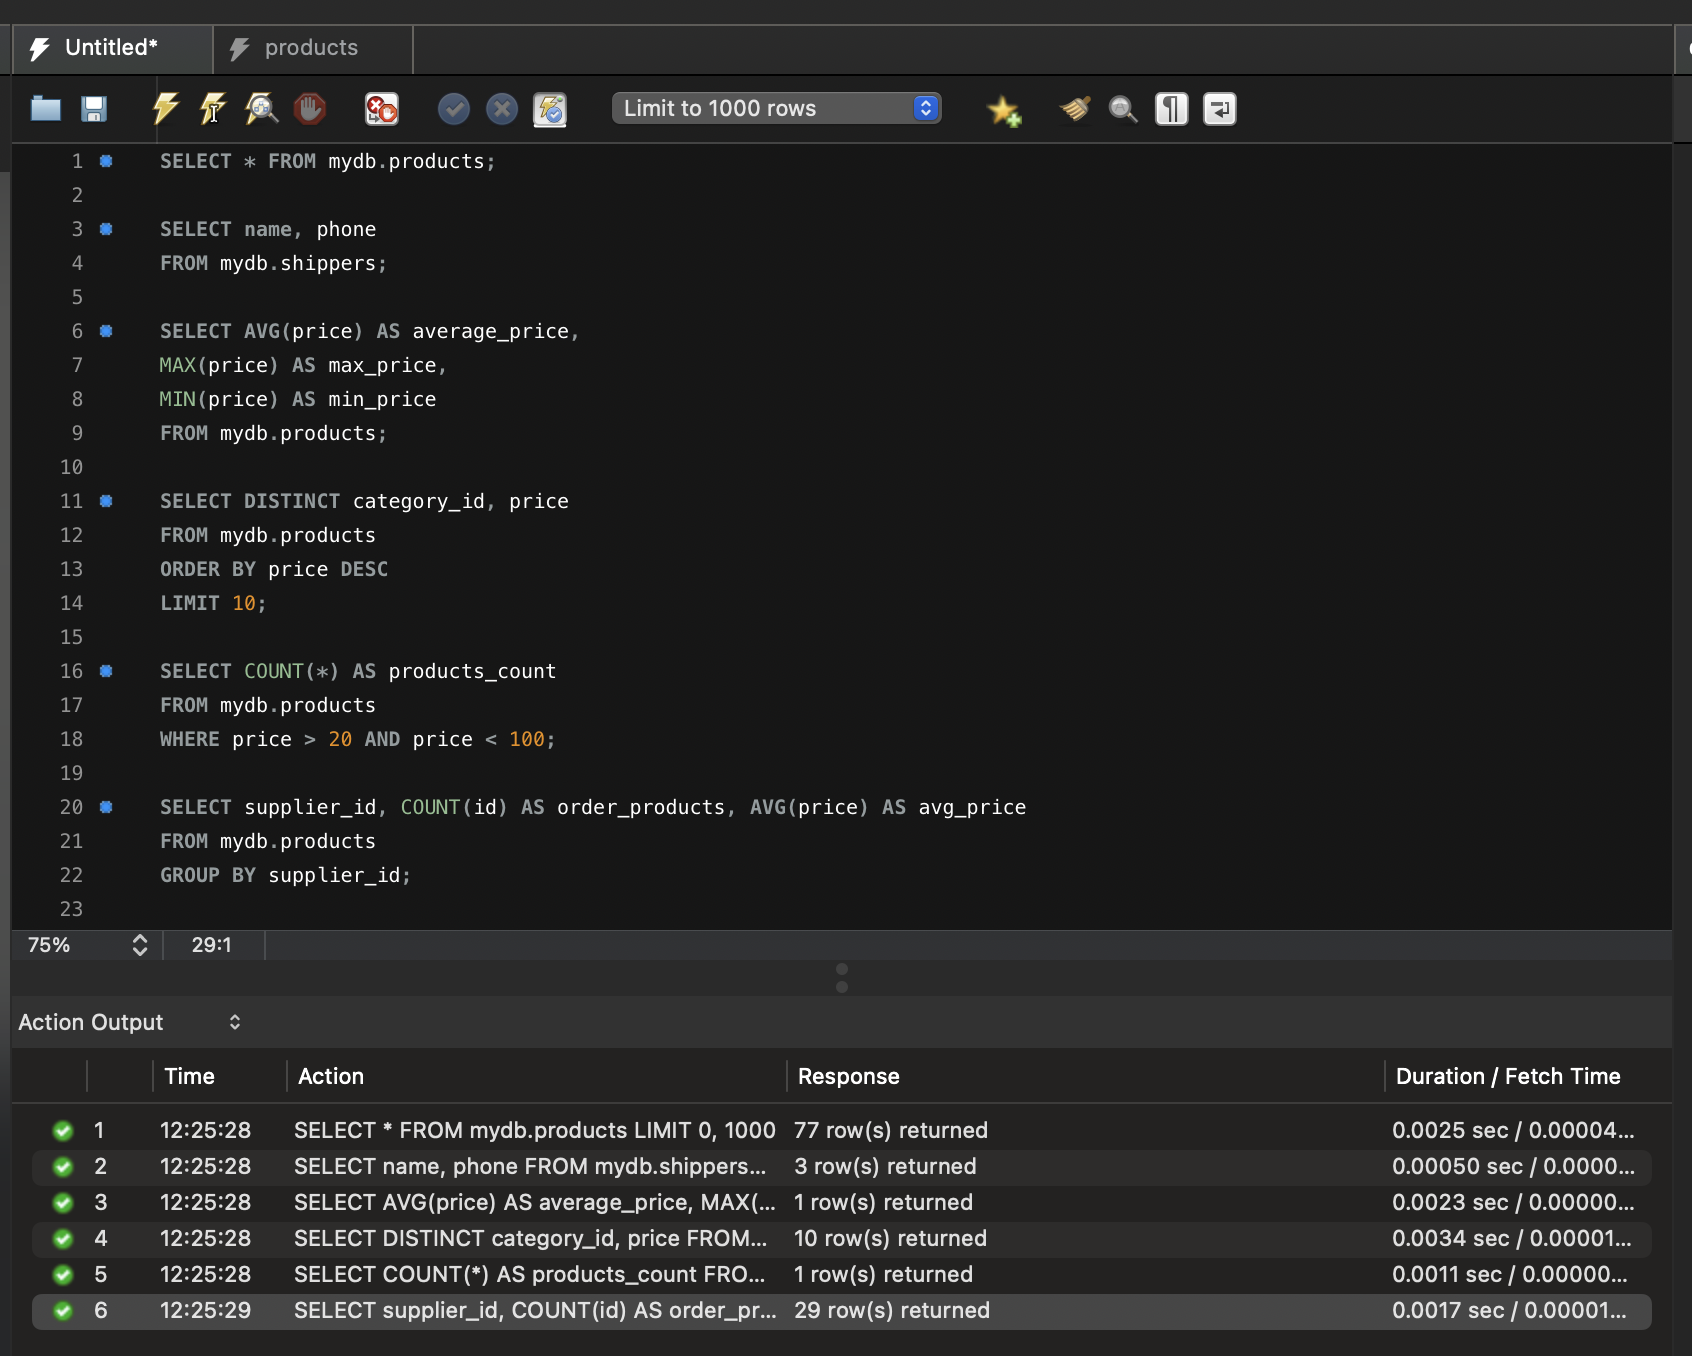 Untitled*
products
Limit to 1000 rows
1 SELECT * FROM mydb.products;
2
3 SELECT name, phone
4 FROM mydb.shippers;
5
6 SELECT AVG(price) AS average_price,
7 MAX(price) AS max_price,
8 MIN(price) AS min_price
9 FROM mydb.products;
10
11 SELECT DISTINCT category_id, price
12 FROM mydb.products
13 ORDER BY price DESC
14 LIMIT 10;
15
16 SELECT COUNT(*) AS products_count
17 FROM mydb.products
18 WHERE price > 20 AND price < 100;
19
20 SELECT supplier_id, COUNT(id) AS order_products, AVG(price) AS avg_price
21 FROM mydb.products
22 GROUP BY supplier_id;
23
75% 29:1
Action Output
Time Action Response Duration / Fetch Time
1 12:25:28 SELECT * FROM mydb.products LIMIT 0, 1000 77 row(s) returned 0.0025 sec / 0.00004...
2 12:25:28 SELECT name, phone FROM mydb.shippers... 3 row(s) returned 0.00050 sec / 0.0000...
3 12:25:28 SELECT AVG(price) AS average_price, MAX(... 1 row(s) returned 0.0023 sec / 0.00000...
4 12:25:28 SELECT DISTINCT category_id, price FROM... 10 row(s) returned 0.0034 sec / 0.00001...
5 12:25:28 SELECT COUNT(*) AS products_count FRO... 1 row(s) returned 0.0011 sec / 0.00000...
6 12:25:29 SELECT supplier_id, COUNT(id) AS order_pr... 29 row(s) returned 0.0017 sec / 0.00001...